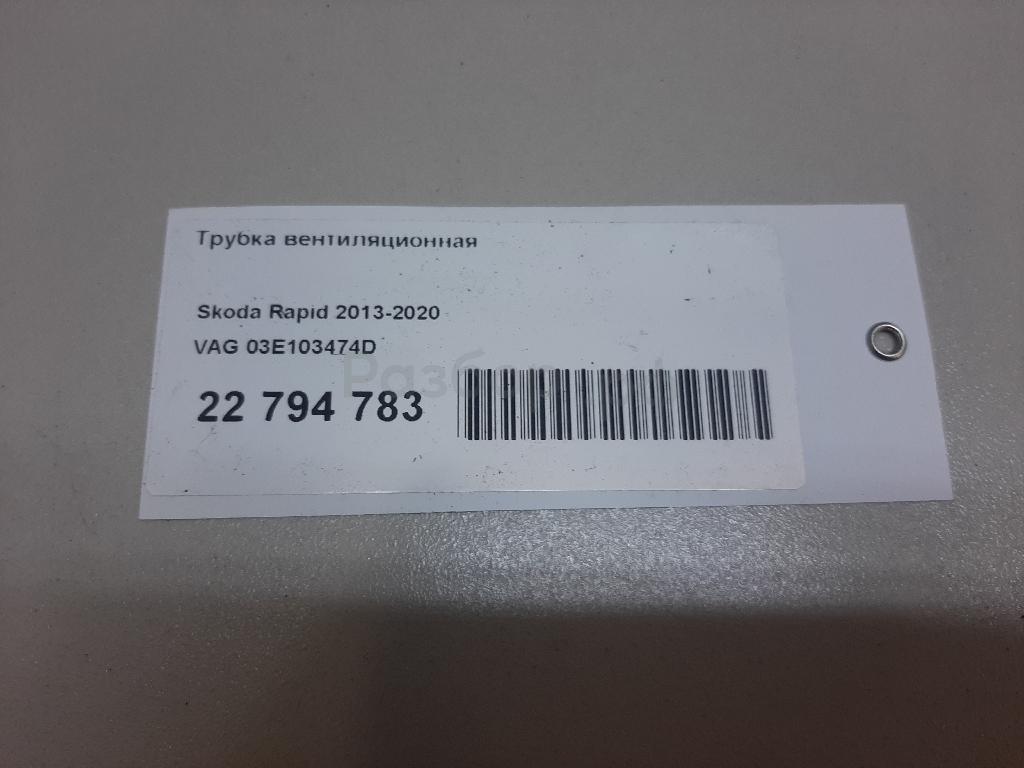 Трубка вентиляционная
Skoda Rapid 2013-2020
VAG 03E103474D
22 794 783